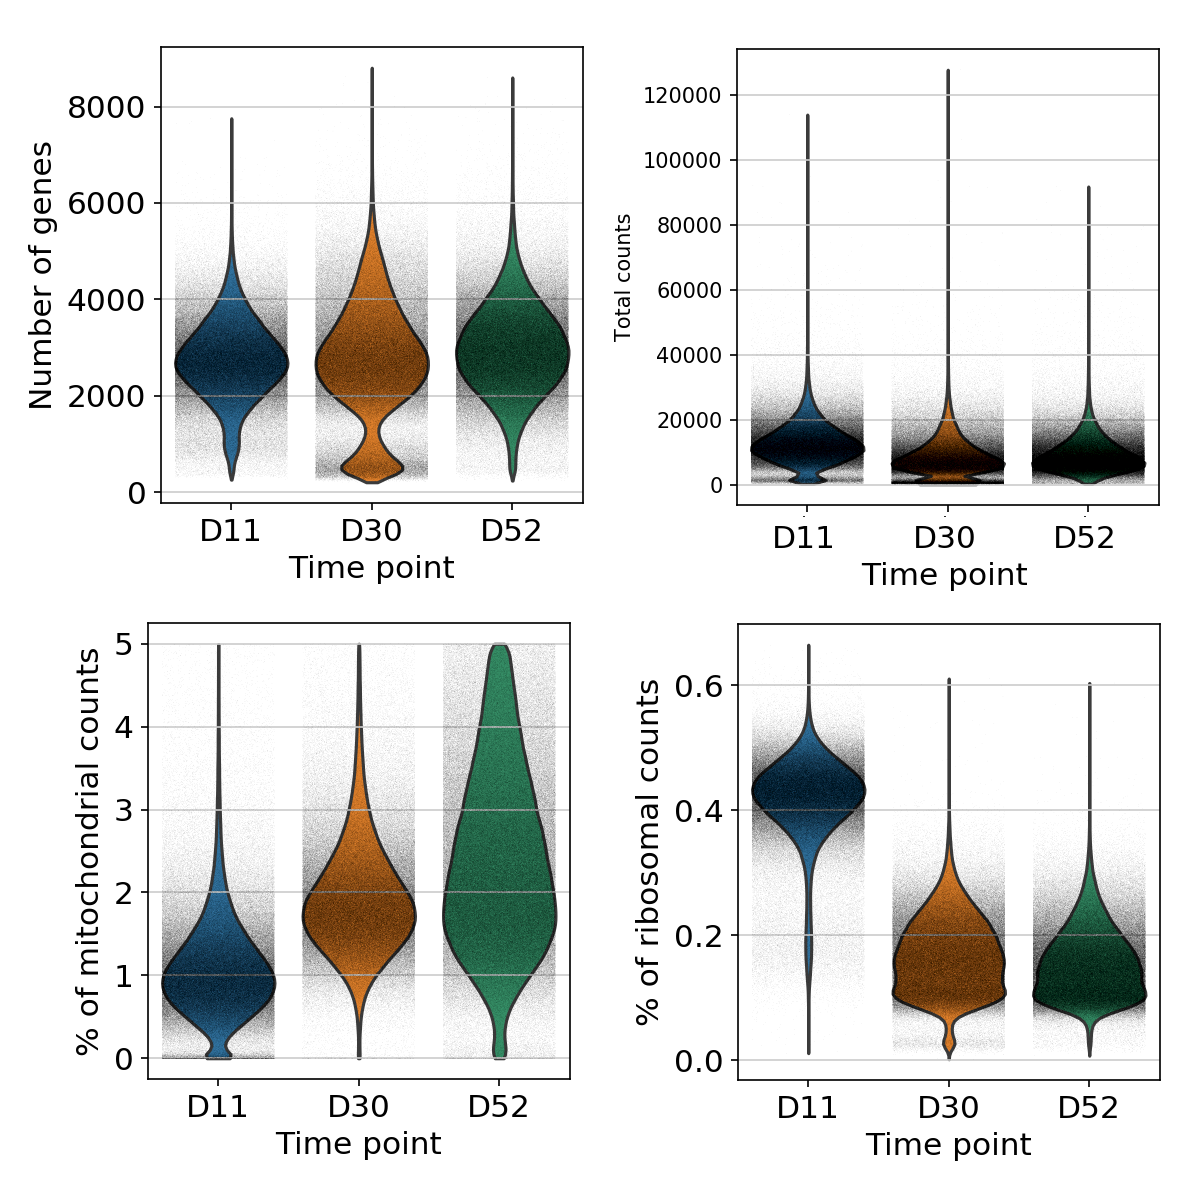 Number of genes
8000
6000
4000
2000
0
D11 D30 D52
Time point
Total counts
120000
100000
80000
60000
40000
20000
0
D11 D30 D52
Time point
% of mitochondrial counts
5
4
3
2
1
0
D11 D30 D52
Time point
% of ribosomal counts
0.6
0.4
0.2
0.0
D11 D30 D52
Time point